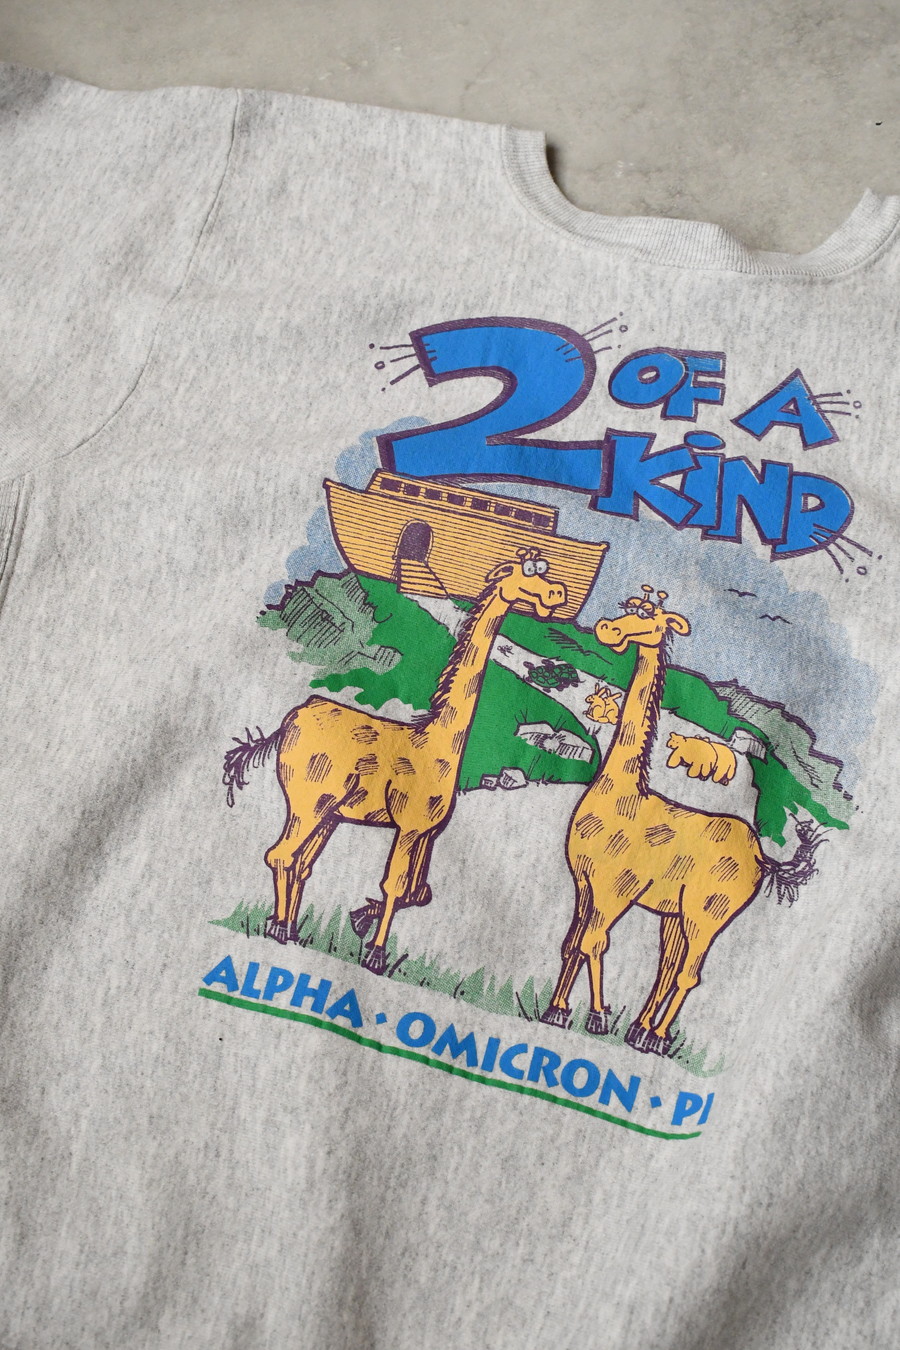 2 OF A
KiND
ALPHA · OMICRON · PI